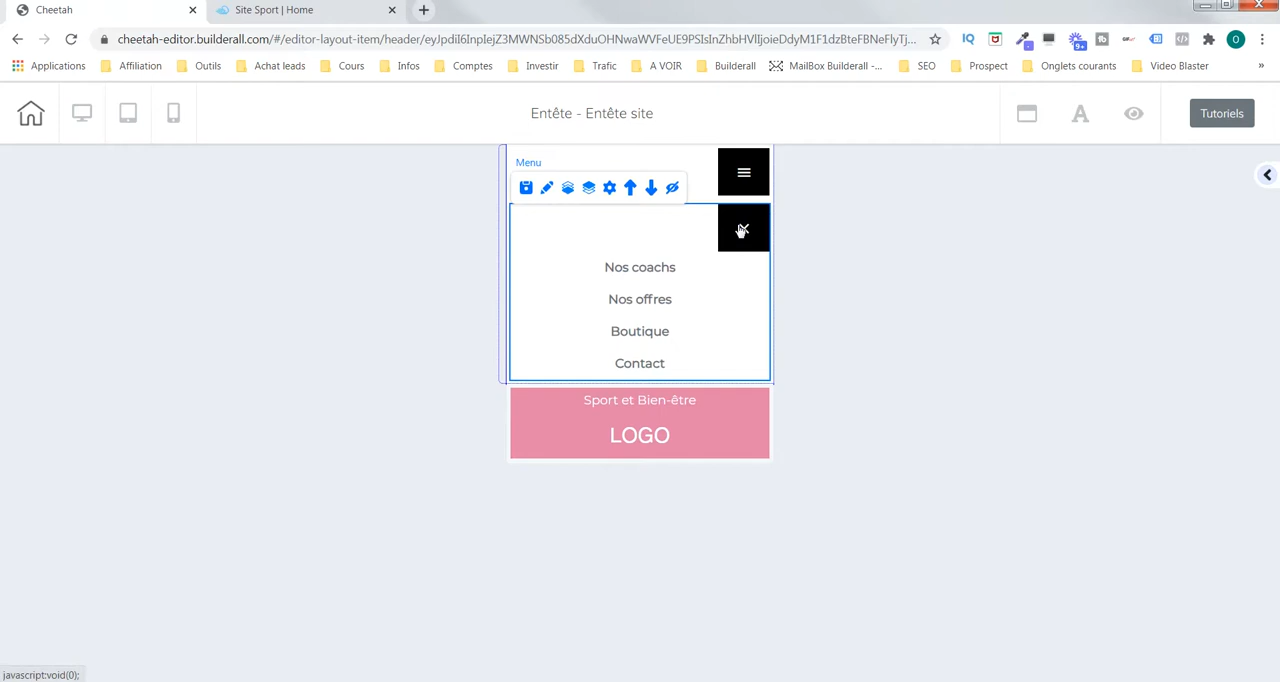 Cheetah
Site Sport | Home
cheetah-editor.builderall.com/#/editor-layout-item/header/eyJpdiI6InplejZ3MWNSb085dXduOHNwaWVFeUE9PSIsInZhbHVlIjoieDdyM1F1dzBteFBNeFIyTj...
Applications
Affiliation
Outils
Achat leads
Cours
Infos
Comptes
Investir
Trafic
A VOIR
Builderall
MailBox Builderall -...
SEO
Prospect
Onglets courants
Video Blaster
»
Entête - Entête site
Tutoriels
Menu
Nos coachs
Nos offres
Boutique
Contact
Sport et Bien-être
LOGO
javascript:void(0);